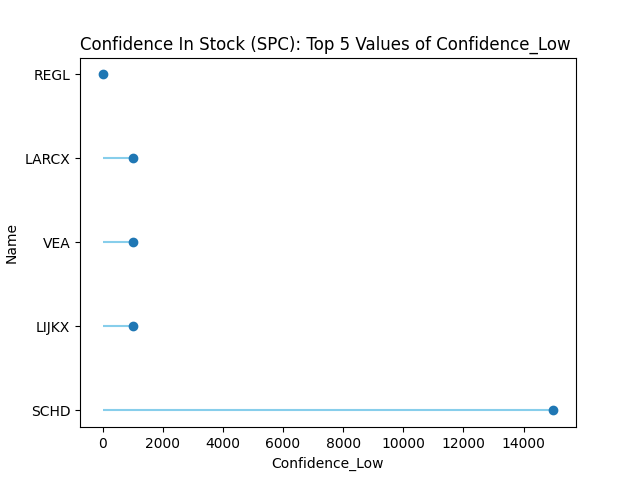 Confidence In Stock (SPC): Top 5 Values of Confidence_Low
REGL
LARCX
VEA
LIJKX
SCHD
Name
0 2000 4000 6000 8000 10000 12000 14000
Confidence_Low